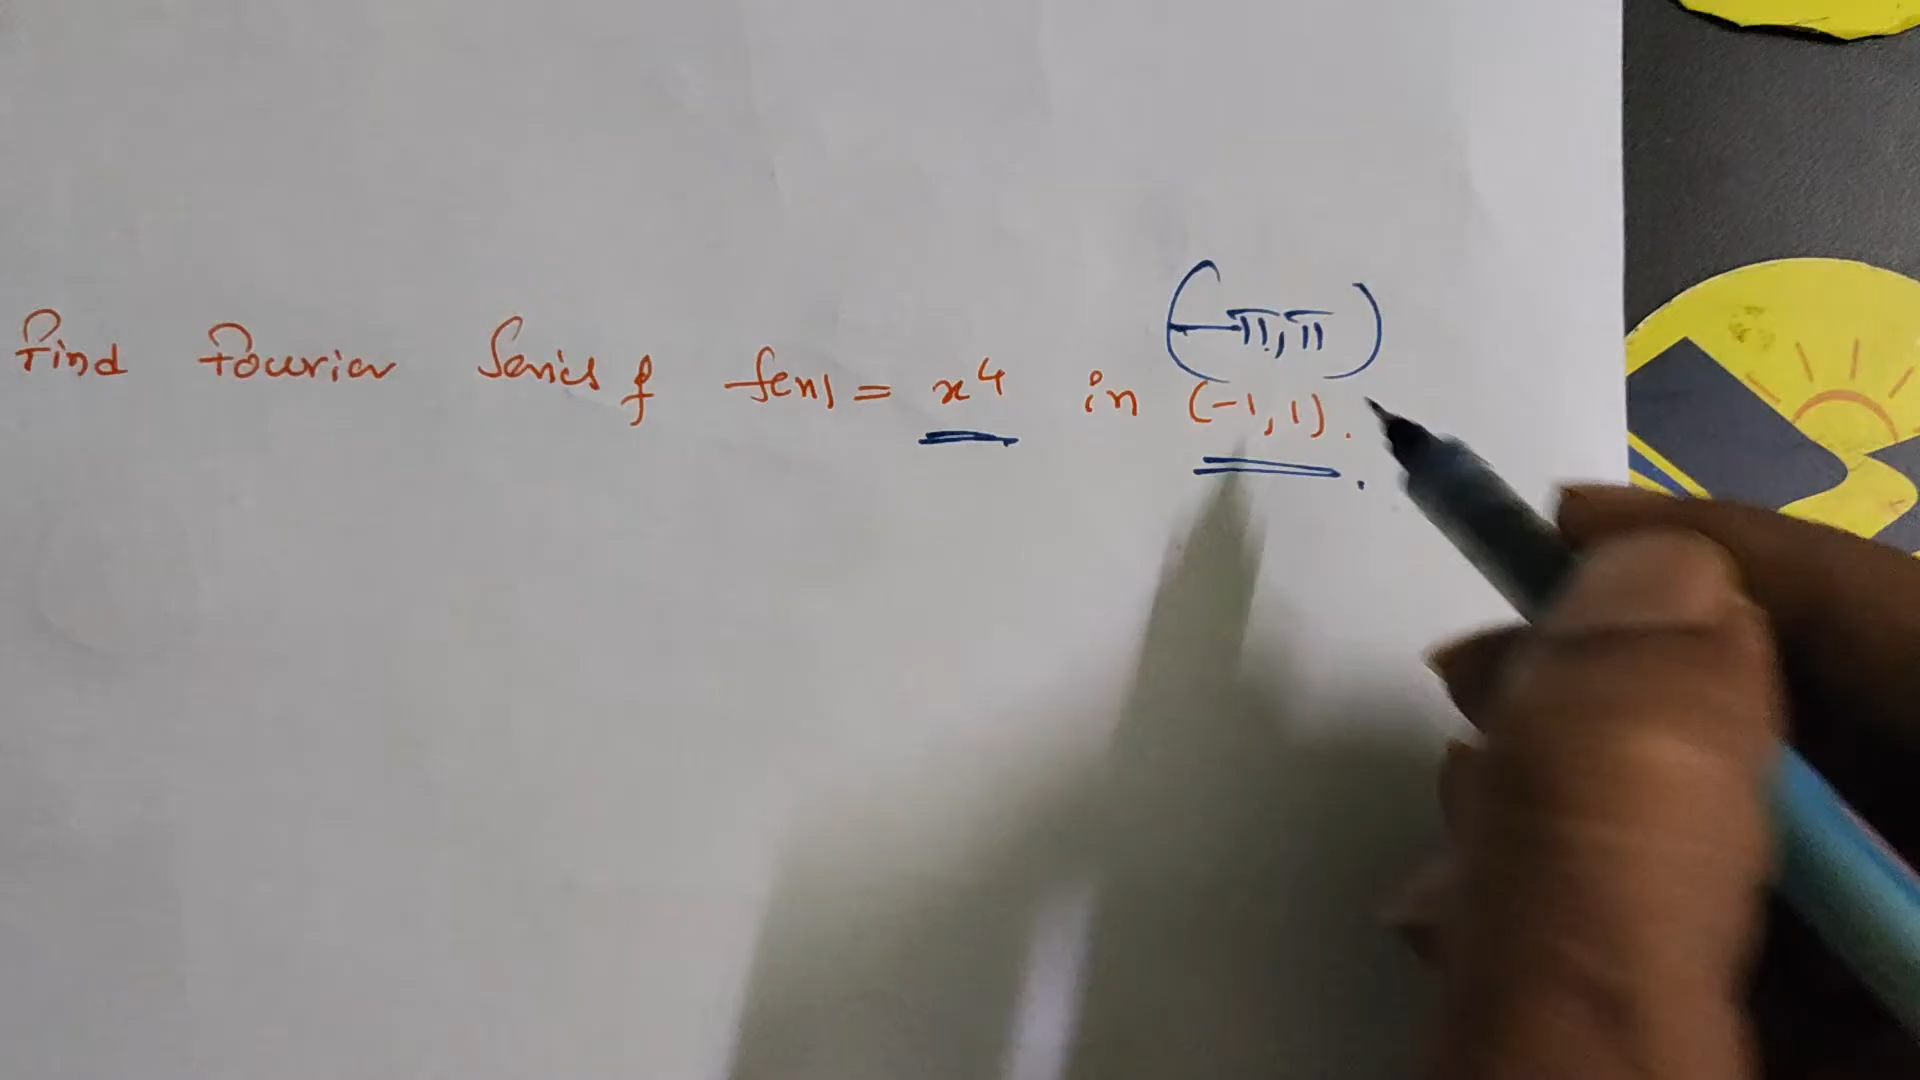 (-π, π)
Find Fourier Series of f(x) = x⁴ in (-1, 1).